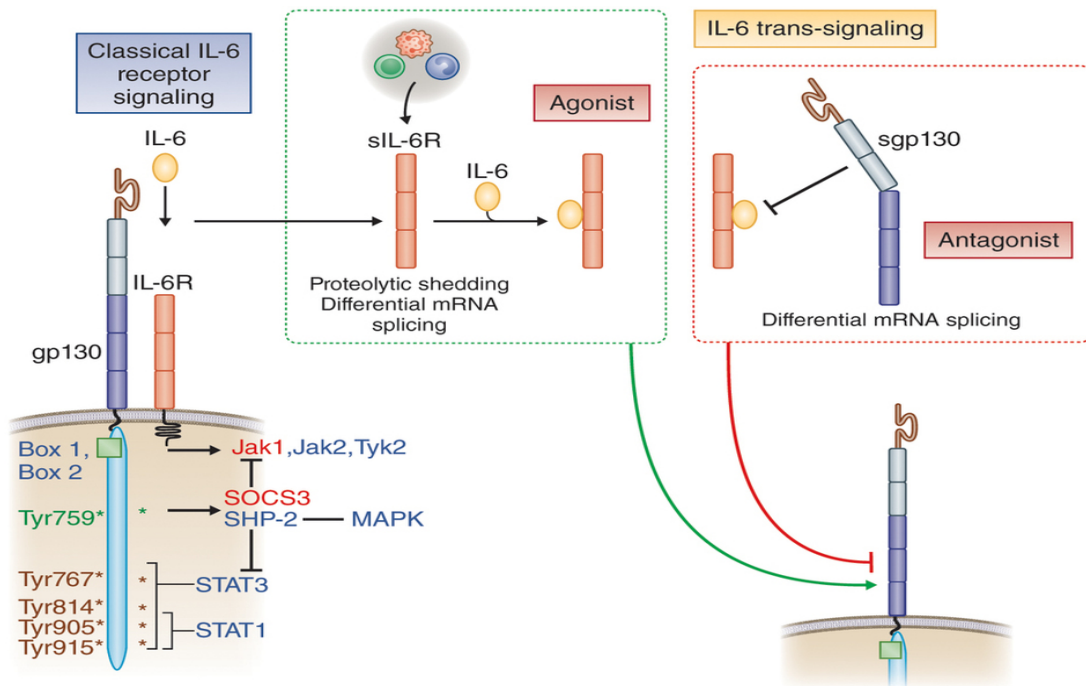 Classical IL-6
receptor
signaling
IL-6
IL-6R
gp130
Box 1,
Box 2
Jak1,Jak2,Tyk2
SOCS3
Tyr759* *
SHP-2
MAPK
Tyr767* *
STAT3
Tyr814* *
Tyr905* *
STAT1
Tyr915* *
sIL-6R
IL-6
Agonist
Proteolytic shedding
Differential mRNA
splicing
IL-6 trans-signaling
sgp130
Antagonist
Differential mRNA splicing